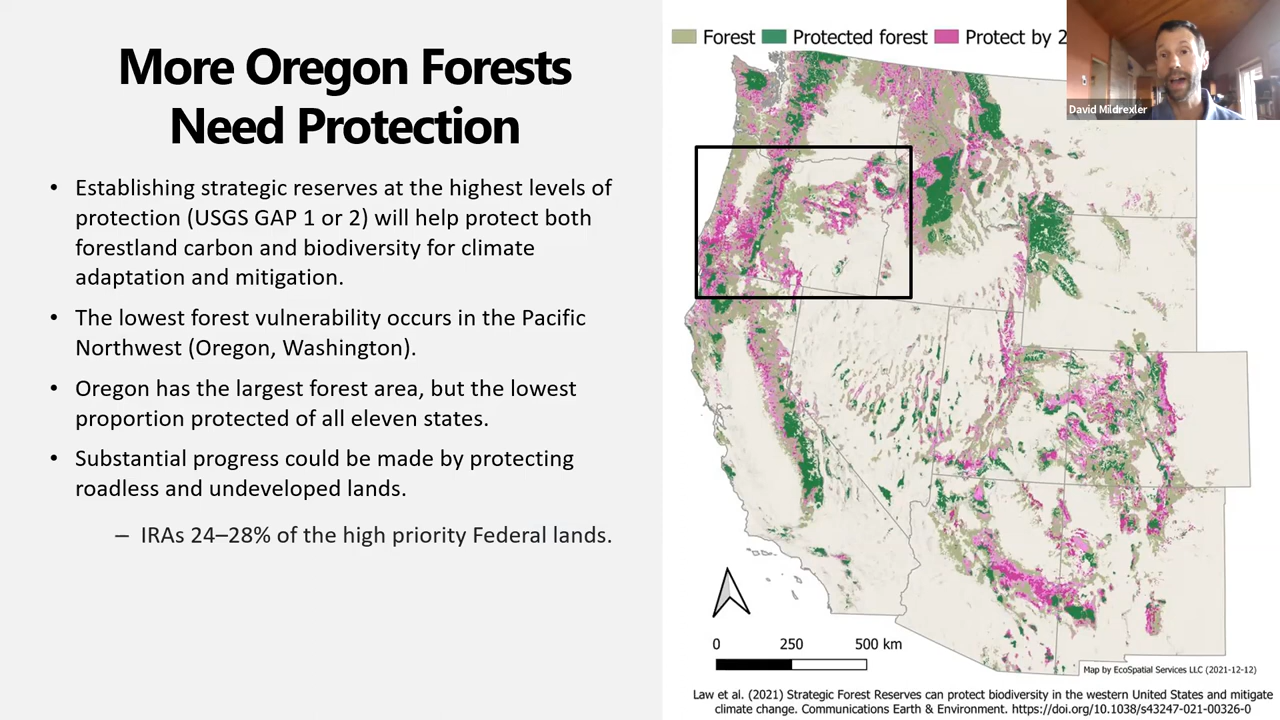 More Oregon Forests
Need Protection
• Establishing strategic reserves at the highest levels of
protection (USGS GAP 1 or 2) will help protect both
forestland carbon and biodiversity for climate
adaptation and mitigation.
• The lowest forest vulnerability occurs in the Pacific
Northwest (Oregon, Washington).
• Oregon has the largest forest area, but the lowest
proportion protected of all eleven states.
• Substantial progress could be made by protecting
roadless and undeveloped lands.
– IRAs 24–28% of the high priority Federal lands.
Forest Protected forest Protect by 2
David Mildrexler
0 250 500 km
Map by EcoSpatial Services LLC (2021-12-12)
Law et al. (2021) Strategic Forest Reserves can protect biodiversity in the western United States and mitigate
climate change. Communications Earth & Environment. https://doi.org/10.1038/s43247-021-00326-0